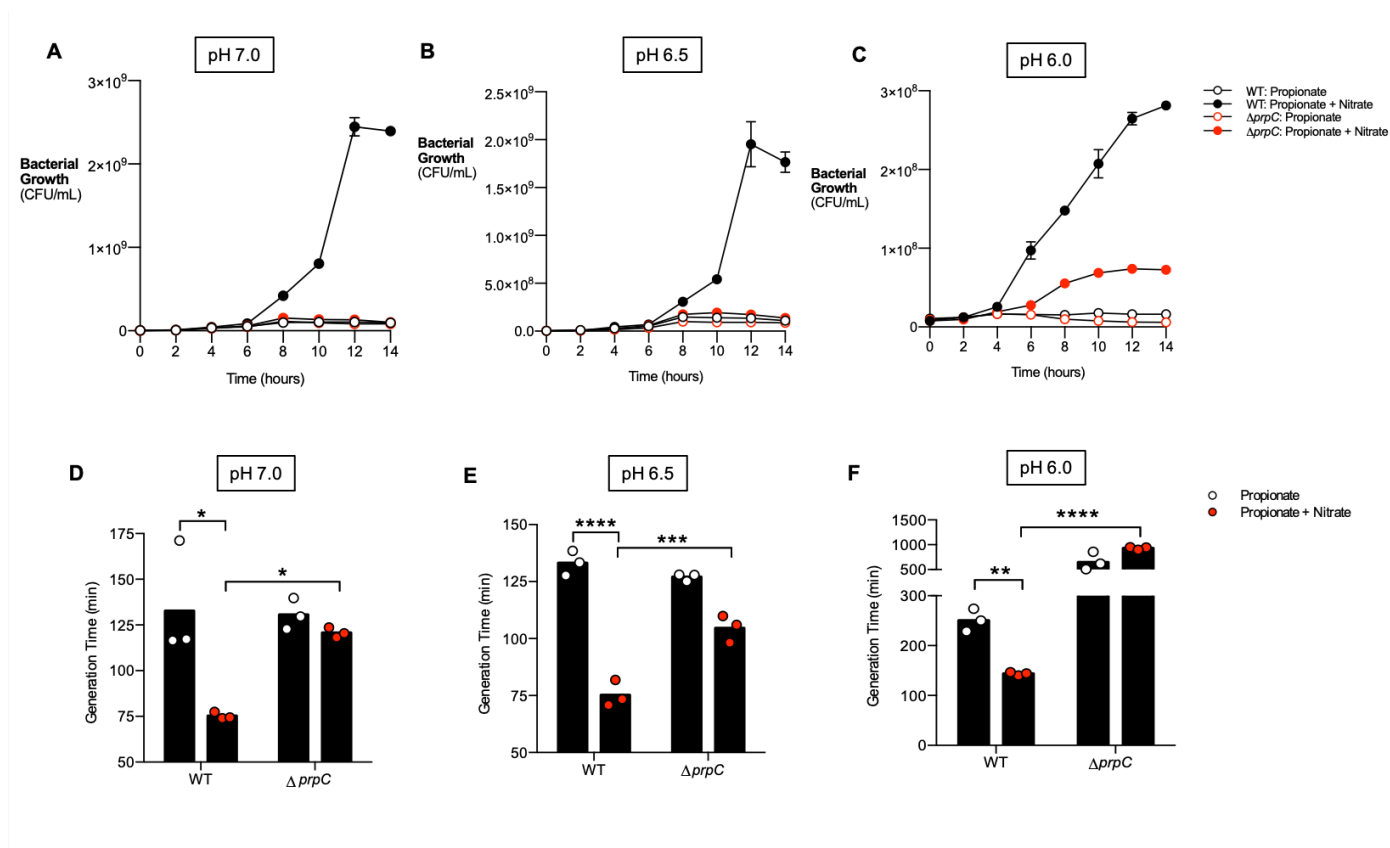 A
pH 7.0
3×10⁹
2×10⁹
1×10⁹
0
Bacterial
Growth
(CFU/mL)
0 2 4 6 8 10 12 14
Time (hours)
B
pH 6.5
2.5×10⁹
2.0×10⁹
1.5×10⁹
1.0×10⁹
5.0×10⁸
0.0
Bacterial
Growth
(CFU/mL)
0 2 4 6 8 10 12 14
Time (hours)
C
pH 6.0
3×10⁸
2×10⁸
1×10⁸
0
Bacterial
Growth
(CFU/mL)
0 2 4 6 8 10 12 14
Time (hours)
WT: Propionate
WT: Propionate + Nitrate
ΔprpC: Propionate
ΔprpC: Propionate + Nitrate
D
pH 7.0
*
*
175
150
125
100
75
50
Generation Time (min)
WT ΔprpC
E
pH 6.5
****
***
150
125
100
75
50
Generation Time (min)
WT ΔprpC
F
pH 6.0
****
**
1500
1000
500
300
200
100
0
Generation Time (min)
WT ΔprpC
Propionate
Propionate + Nitrate